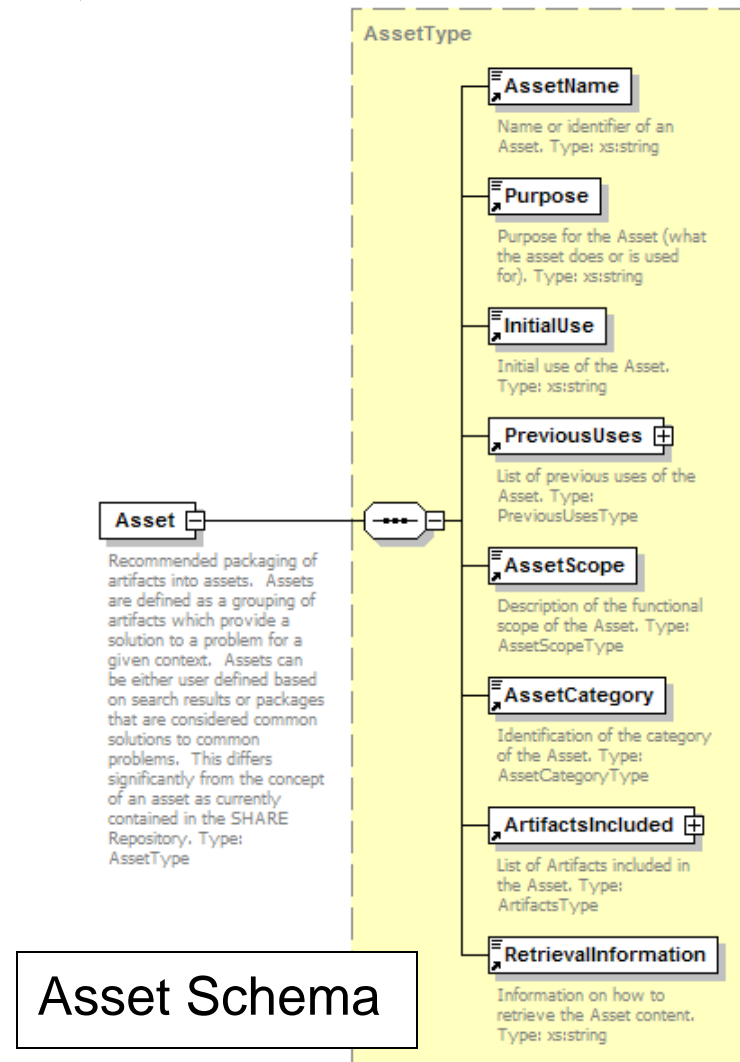 AssetType
AssetName
Name or identifier of an
Asset. Type: xs:string
Purpose
Purpose for the Asset (what
the asset does or is used
for). Type: xs:string
InitialUse
Initial use of the Asset.
Type: xs:string
PreviousUses
List of previous uses of the
Asset. Type:
PreviousUsesType
Asset
Recommended packaging of
artifacts into assets. Assets
are defined as a grouping of
artifacts which provide a
solution to a problem for a
given context. Assets can
be either user defined based
on search results or packages
that are considered common
solutions to common
problems. This differs
significantly from the concept
of an asset as currently
contained in the SHARE
Repository. Type:
AssetType
AssetScope
Description of the functional
scope of the Asset. Type:
AssetScopeType
AssetCategory
Identification of the category
of the Asset. Type:
AssetCategoryType
ArtifactsIncluded
List of Artifacts included in
the Asset. Type:
ArtifactsType
RetrievalInformation
Information on how to
retrieve the Asset content.
Type: xs:string
Asset Schema